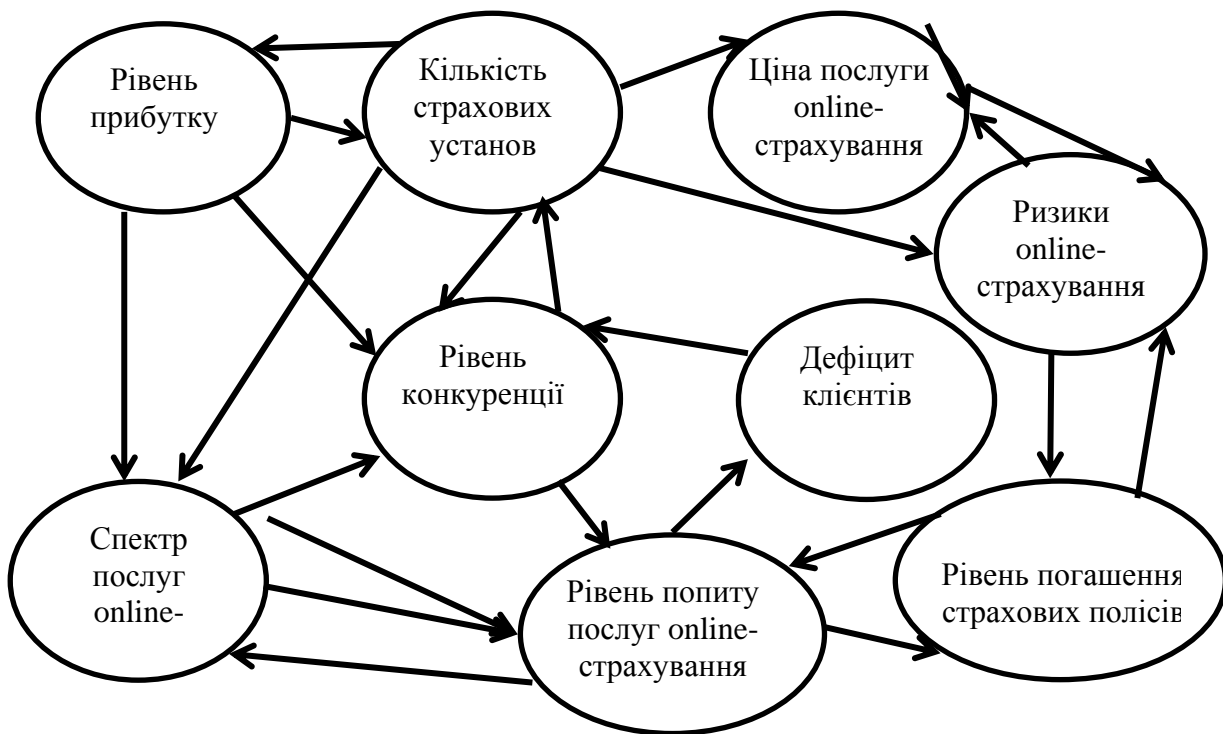 Рівень
прибутку
Кількість
страхових
установ
Ціна послуги
online-
страхування
Ризики
online-
страхування
Рівень
конкуренції
Дефіцит
клієнтів
Спектр
послуг
online-
Рівень попиту
послуг online-
страхування
Рівень погашення
страхових полісів